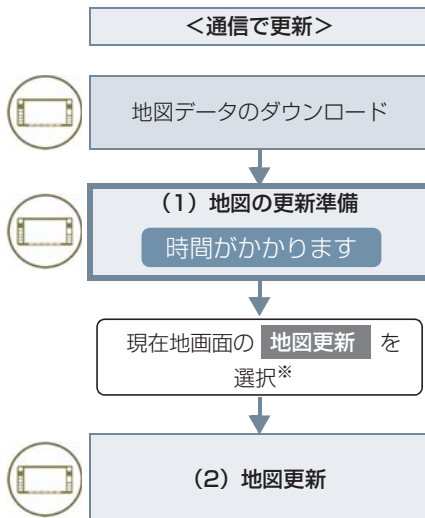 ＜通信で更新＞
地図データのダウンロード
（1）地図の更新準備
時間がかかります
現在地画面の 地図更新 を
選択※
（2）地図更新